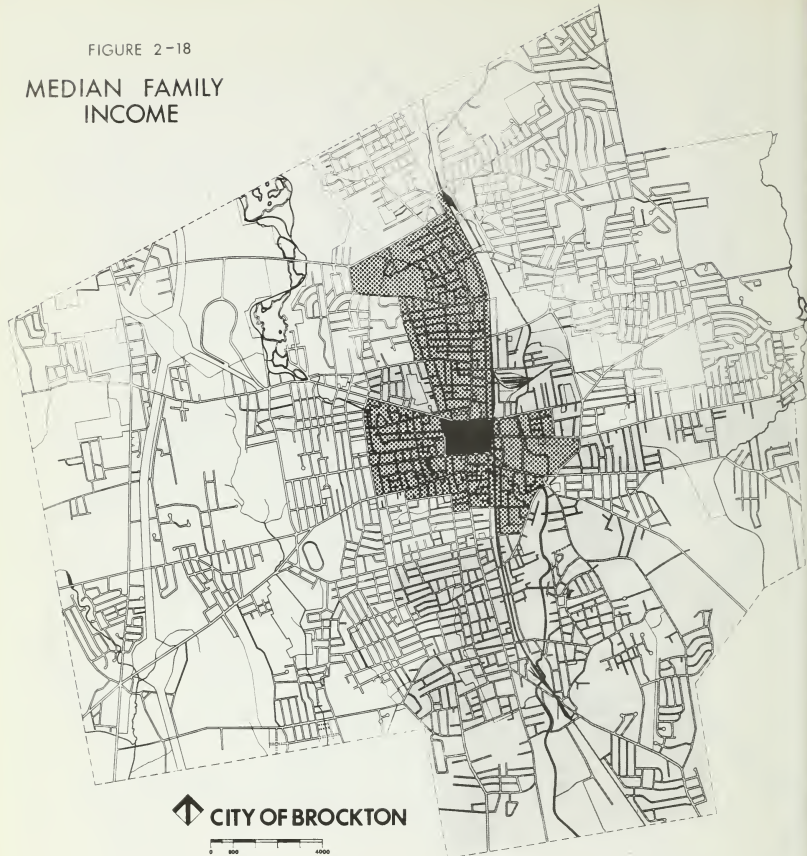 FIGURE 2-18
MEDIAN FAMILY
INCOME
CITY OF BROCKTON
0 800 4000